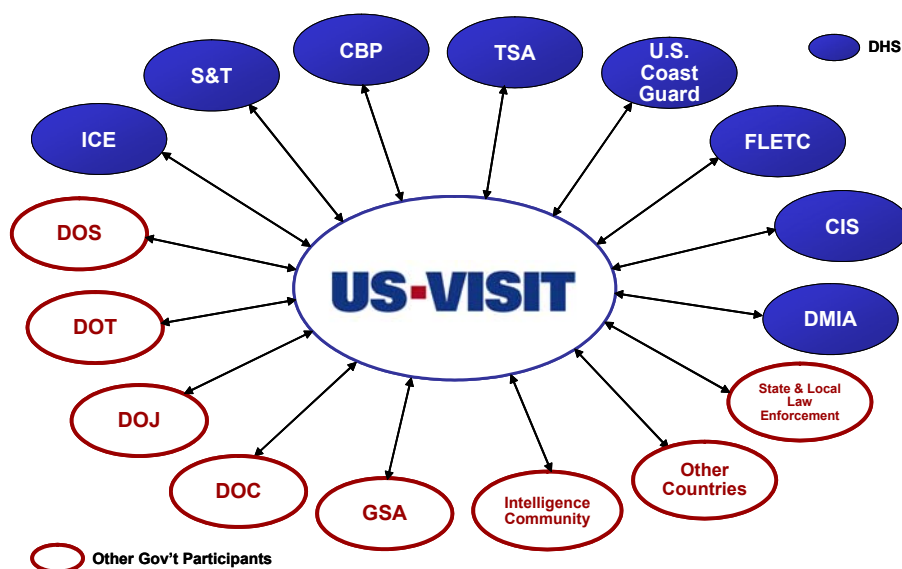 CBP
TSA
U.S.
Coast
Guard
DHS
S&T
ICE
FLETC
DOS
CIS
US-VISIT
DOT
DMIA
State & Local
Law
Enforcement
DOJ
Other
Countries
DOC
GSA
Intelligence
Community
Other Gov't Participants